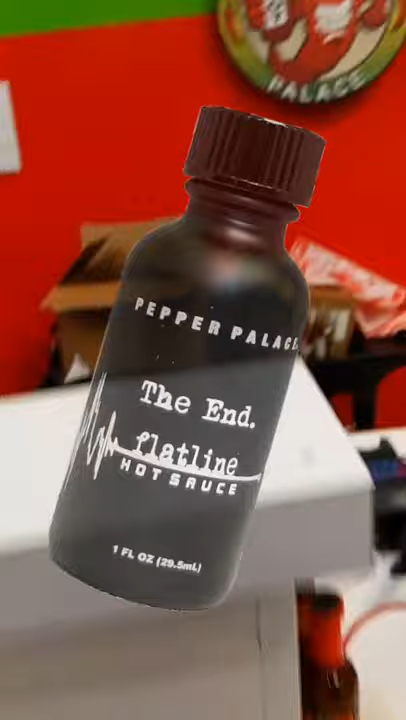 PALACE
PEPPER PALACE
The End.
flatline
HOT SAUCE
1 FL OZ (29.5mL)